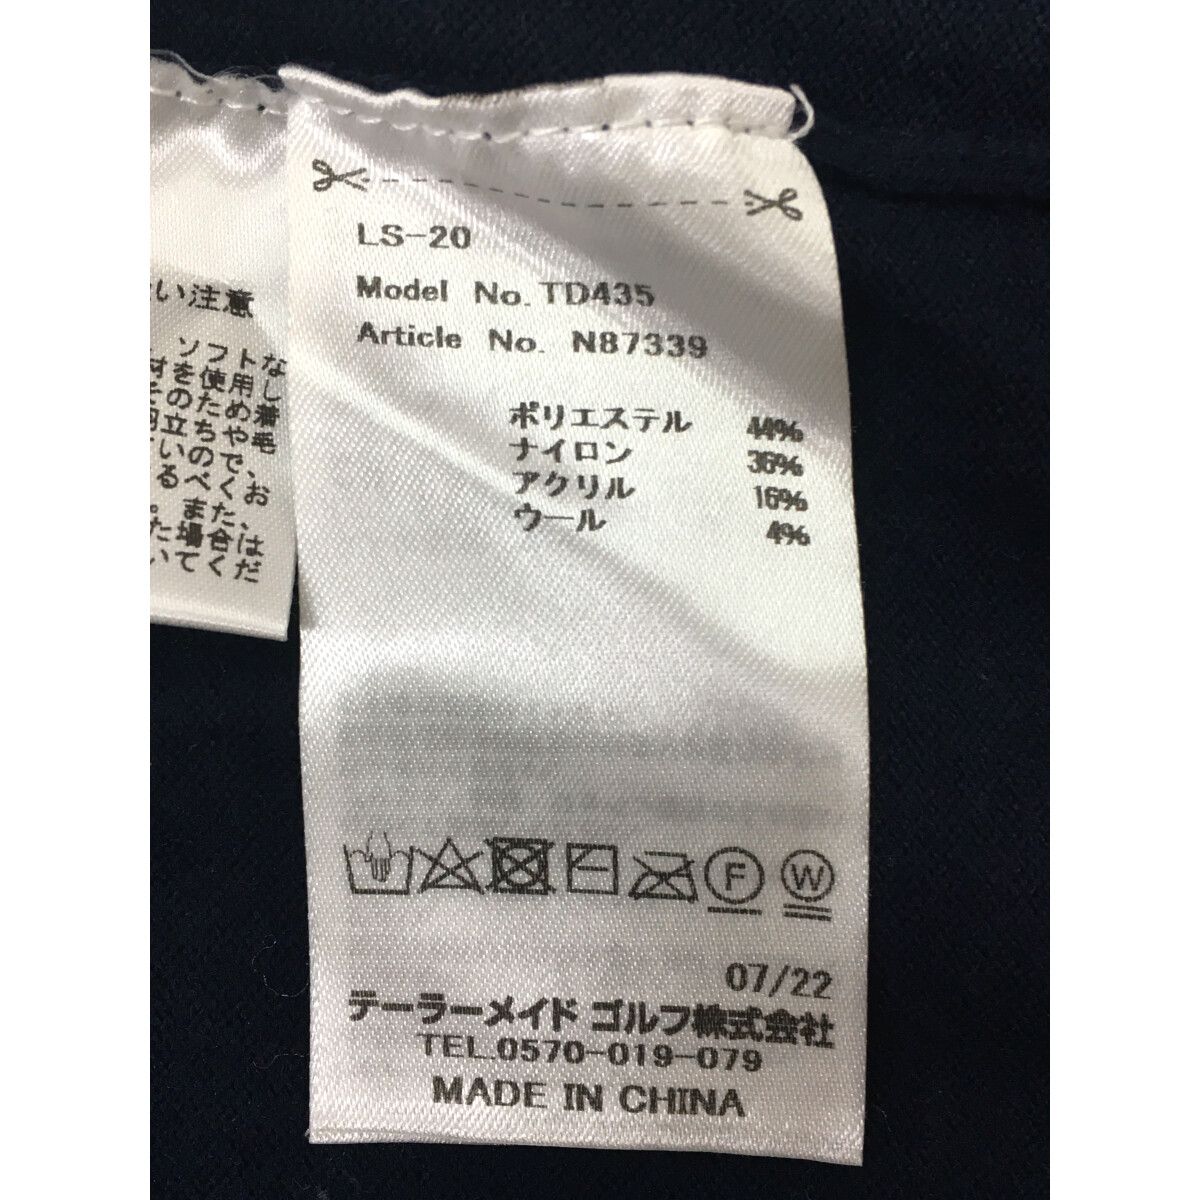 い注意
ソフトな
材を使用し
そのため着
立ちや毛
いので、
るべくお
。また、
た場合は
いてくだ
LS-20
Model No. TD435
Article No. N87339
ポリエステル 44%
ナイロン 36%
アクリル 16%
ウール 4%
F W
07/22
テーラーメイド ゴルフ株式会社
TEL.0570-019-079
MADE IN CHINA